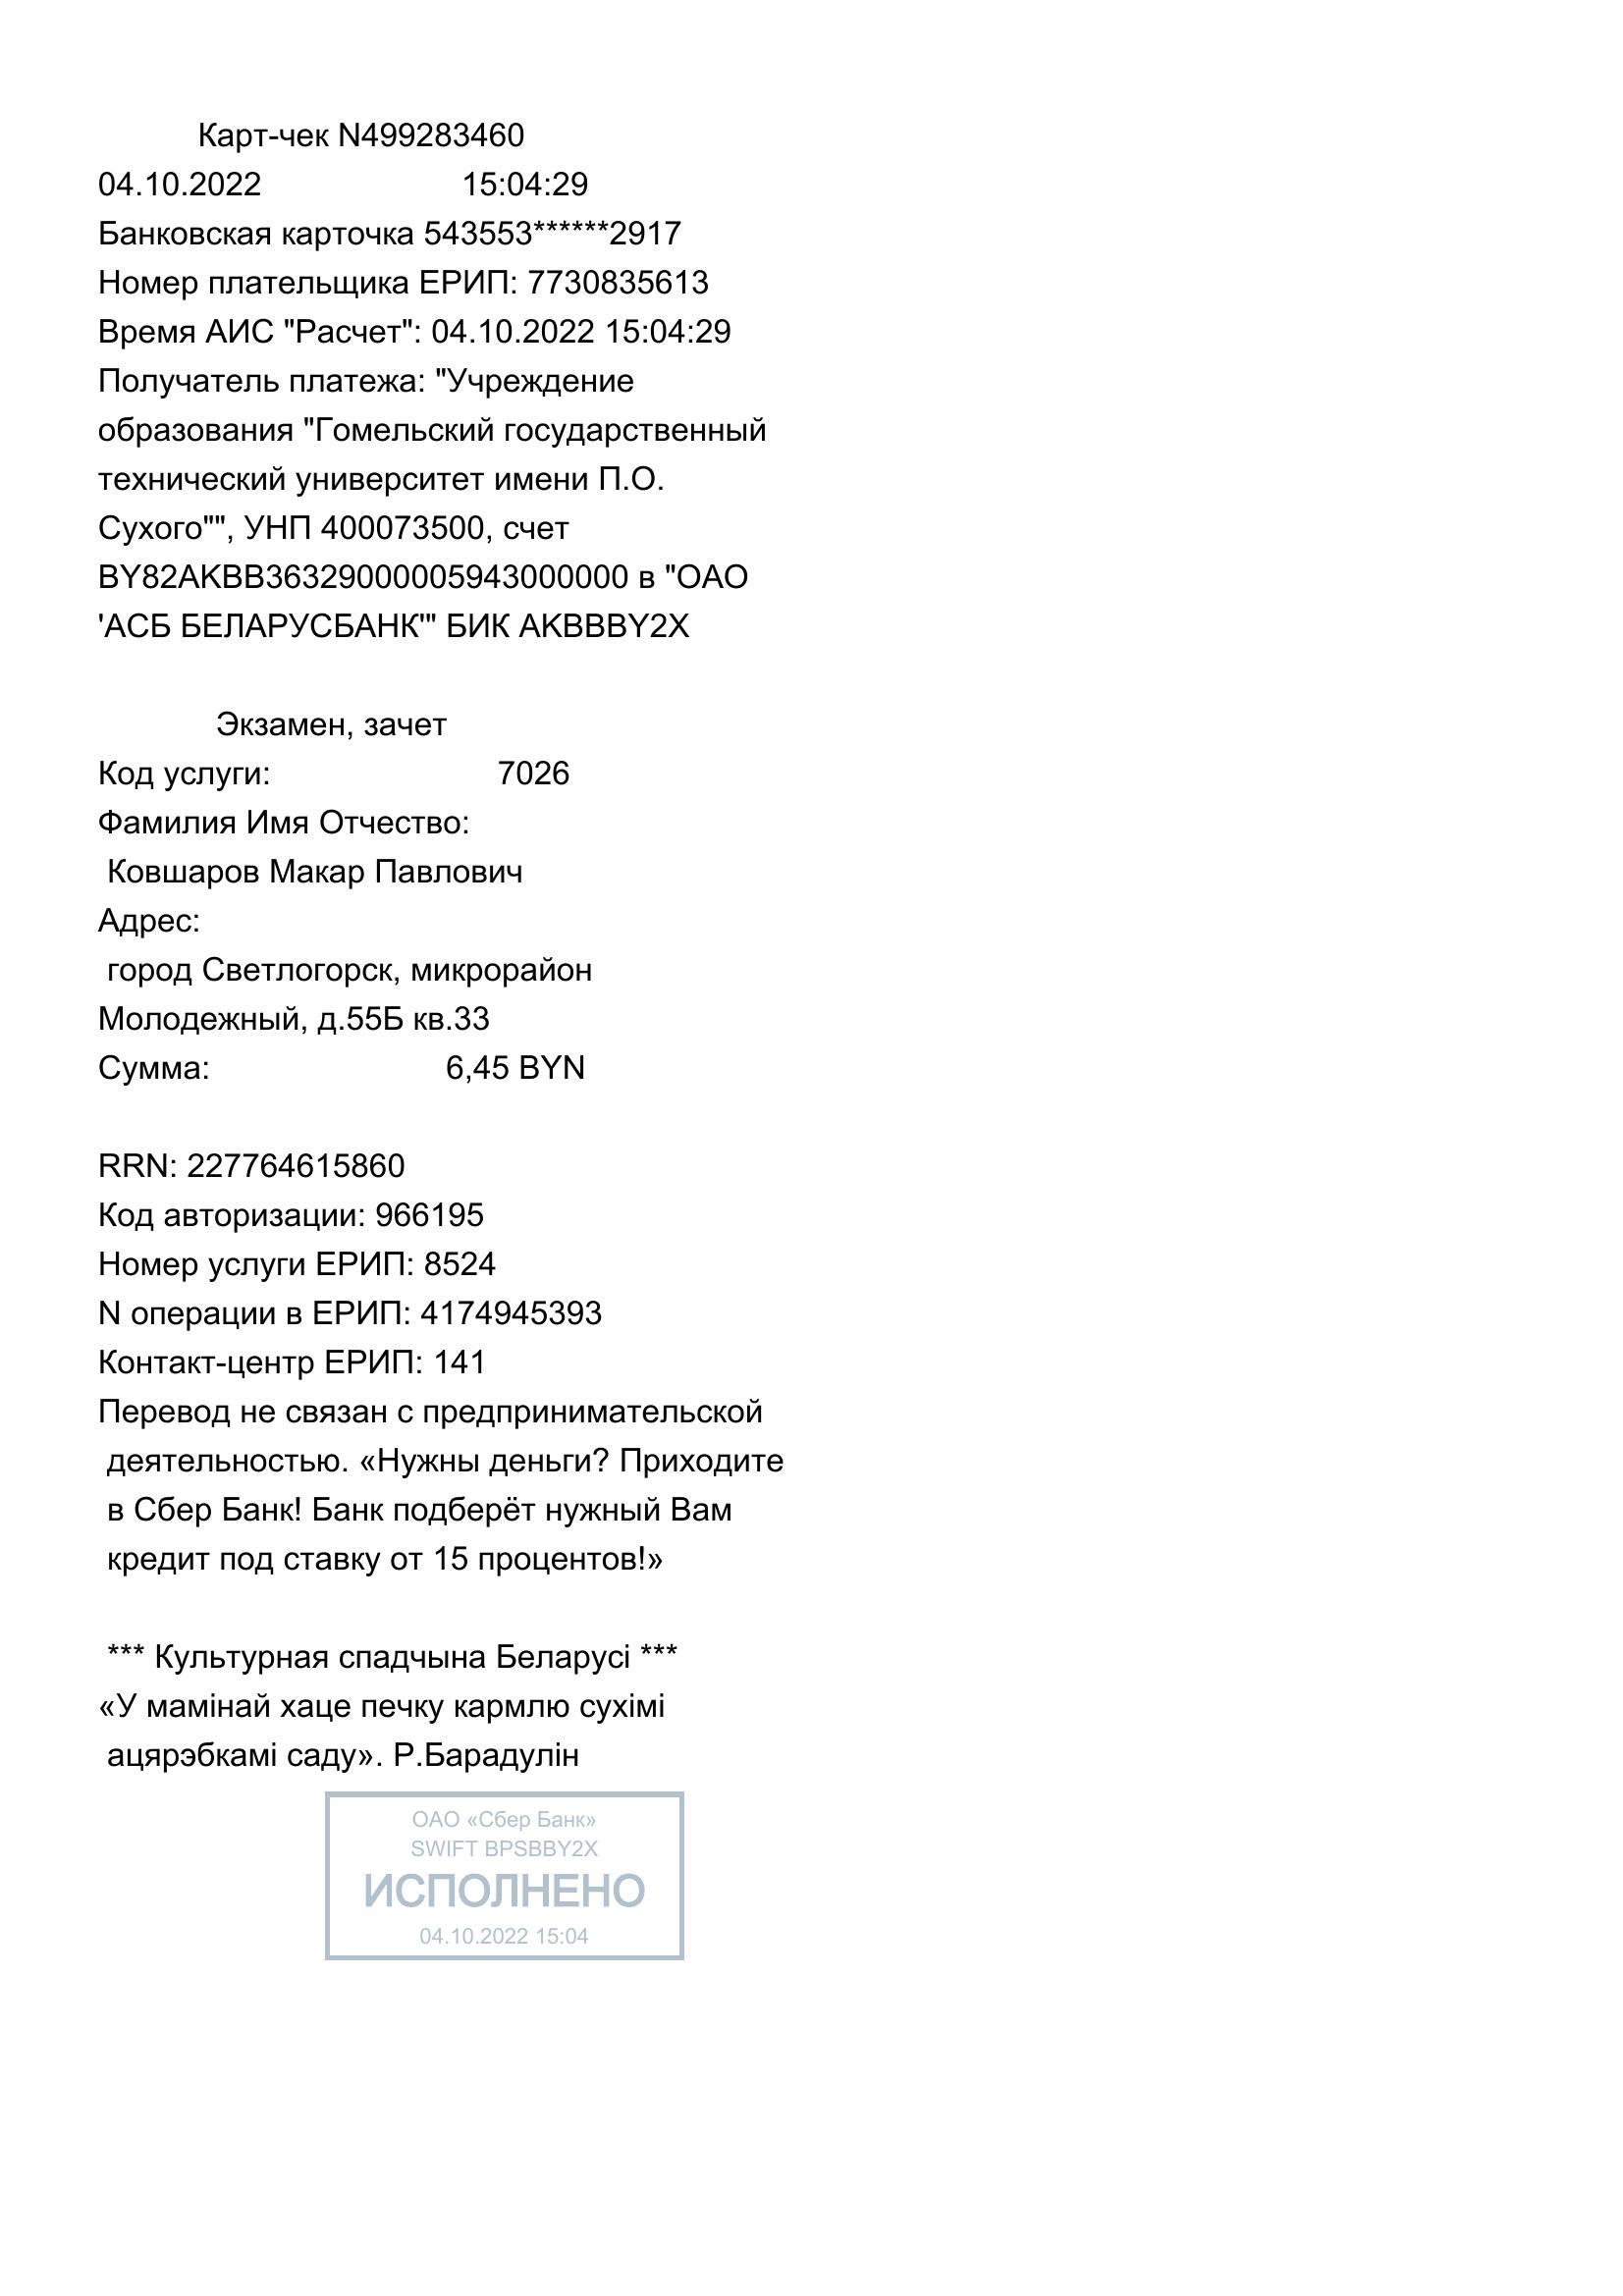 Карт-чек N499283460
04.10.2022 15:04:29
Банковская карточка 543553******2917
Номер плательщика ЕРИП: 7730835613
Время АИС "Расчет": 04.10.2022 15:04:29
Получатель платежа: "Учреждение
образования "Гомельский государственный
технический университет имени П.О.
Сухого"", УНП 400073500, счет
BY82AKBB36329000005943000000 в "ОАО
'АСБ БЕЛАРУСБАНК'" БИК AKBBBY2X
Экзамен, зачет
Код услуги: 7026
Фамилия Имя Отчество:
Ковшаров Макар Павлович
Адрес:
город Светлогорск, микрорайон
Молодежный, д.55Б кв.33
Сумма: 6,45 BYN
RRN: 227764615860
Код авторизации: 966195
Номер услуги ЕРИП: 8524
N операции в ЕРИП: 4174945393
Контакт-центр ЕРИП: 141
Перевод не связан с предпринимательской
деятельностью. «Нужны деньги? Приходите
в Сбер Банк! Банк подберёт нужный Вам
кредит под ставку от 15 процентов!»
*** Культурная спадчына Беларусі ***
«У мамінай хаце печку кармлю сухімі
ацярэбкамі саду». Р.Барадулін
ОАО «Сбер Банк»
SWIFT BPSBBY2X
ИСПОЛНЕНО
04.10.2022 15:04